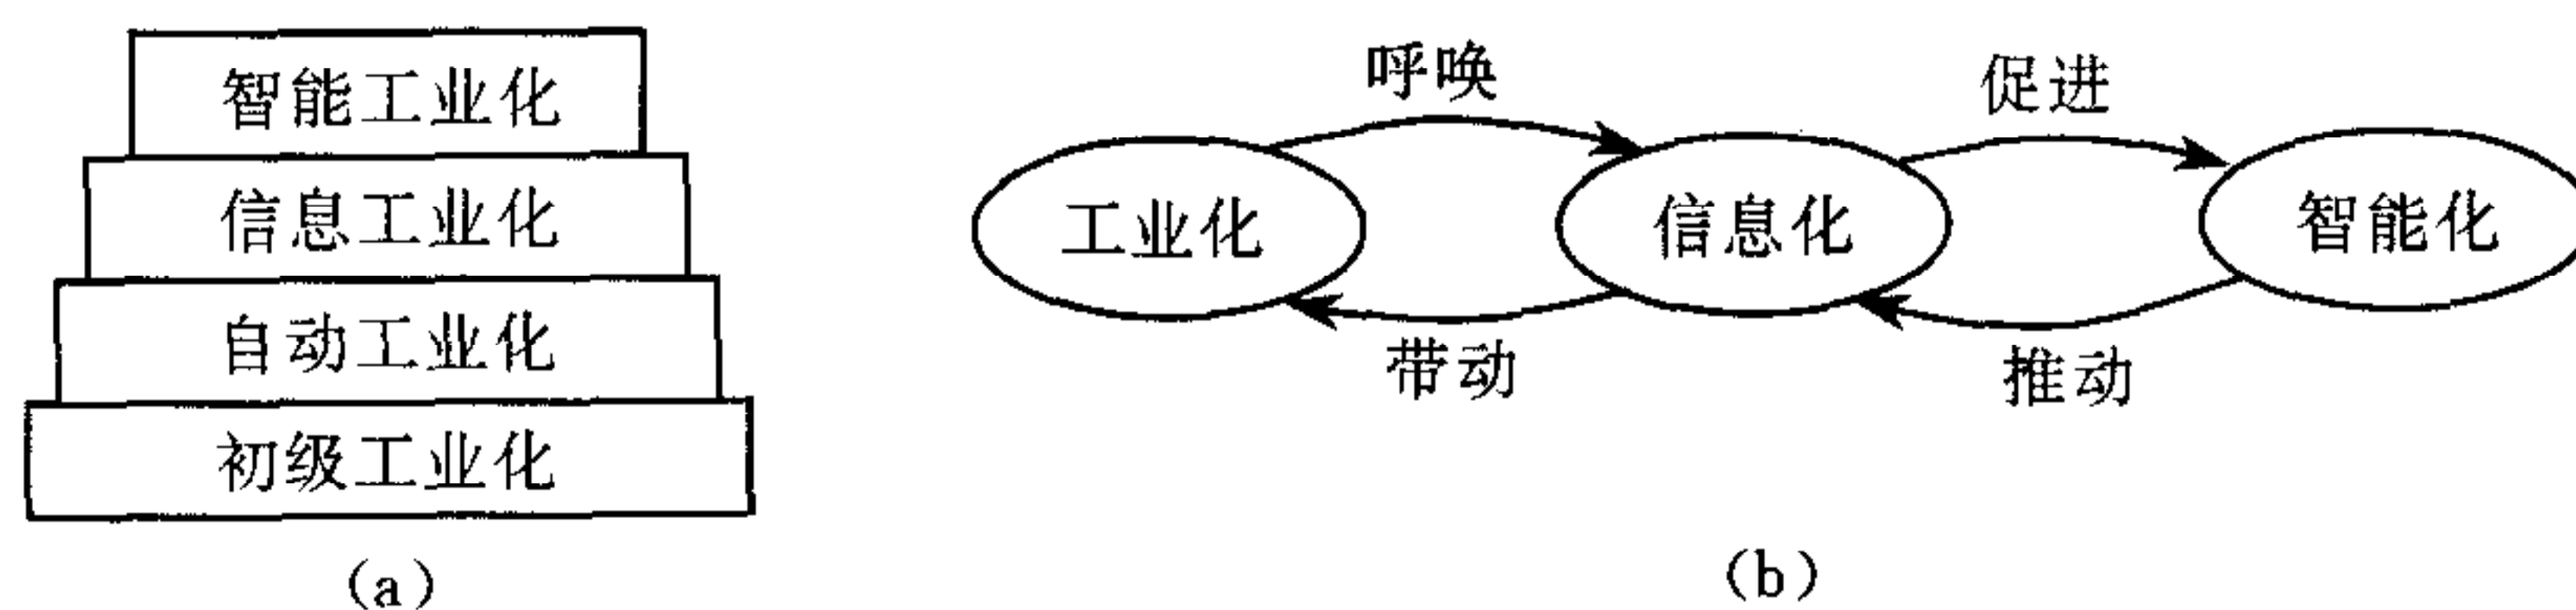 智能工业化
信息工业化
自动工业化
初级工业化
(a)
呼唤
促进
工业化
信息化
智能化
带动
推动
(b)